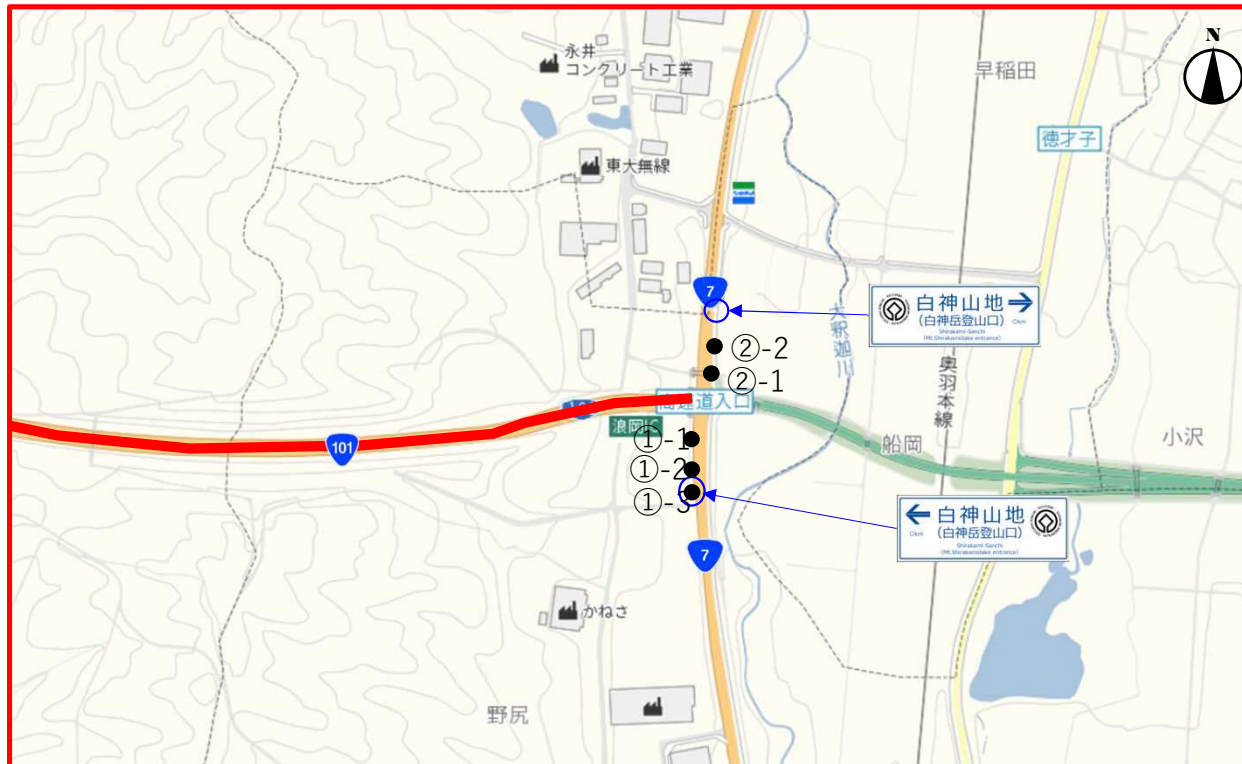 N
永井
コンクリート工業
早稲田
徳才子
東大無線
7
大釈迦川
白神山地
(白神岳登山口)
Okm
Shirakami-Sanchi
(Mt.Shirakamidake entrance)
②-2
②-1
奥羽本線
高速道入口
浪岡
101
①-1
①-2
①-3
船岡
小沢
白神山地
(白神岳登山口)
Okm
Shirakami-Sanchi
(Mt.Shirakamidake entrance)
7
かねさ
野尻